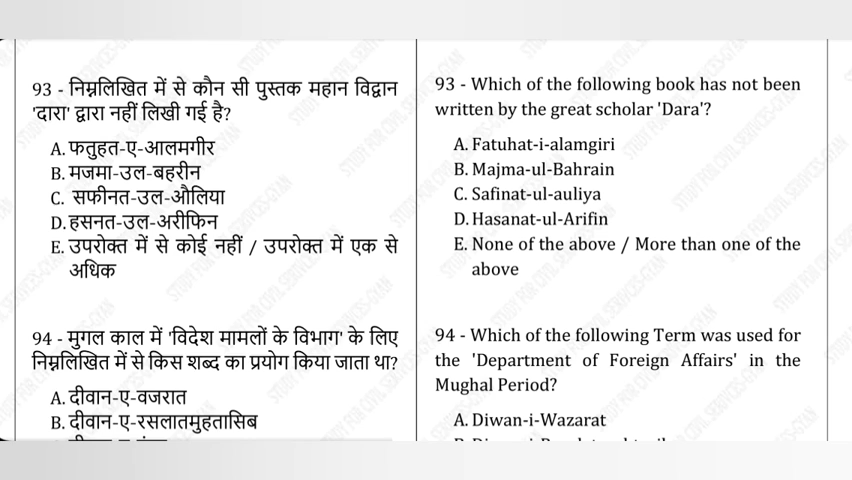 93 - निम्नलिखित में से कौन सी पुस्तक महान विद्वान
'दारा' द्वारा नहीं लिखी गई है?
A. फतुहत-ए-आलमगीर
B. मजमा-उल-बहरीन
C. सफीनत-उल-औलिया
D. हसनत-उल-अरीफिन
E. उपरोक्त में से कोई नहीं / उपरोक्त में एक से
अधिक
94 - मुगल काल में 'विदेश मामलों के विभाग' के लिए
निम्नलिखित में से किस शब्द का प्रयोग किया जाता था?
A. दीवान-ए-वजरात
B. दीवान-ए-रसलातमुहतासिब
93 - Which of the following book has not been
written by the great scholar 'Dara'?
A. Fatuhat-i-alamgiri
B. Majma-ul-Bahrain
C. Safinat-ul-auliya
D. Hasanat-ul-Arifin
E. None of the above / More than one of the
above
94 - Which of the following Term was used for
the 'Department of Foreign Affairs' in the
Mughal Period?
A. Diwan-i-Wazarat